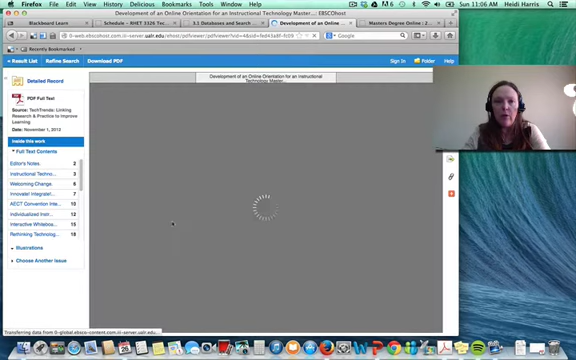 Firefox File Edit View History Bookmarks Tools Window Help
Sun 11:06 AM Heidi Harris
Development of an Online Orientation for an Instructional Technology Master...: EBSCOhost
Blackboard Learn
Schedule – RHET 5326 Tech...
3.2 Databases and Search ...
Development of an Online ...
Masters Degree Online | 2...
Google
Recently Bookmarked
« Result List Refine Search Download PDF
Sign In Folder Help
Detailed Record
PDF Full Text
Source: TechTrends: Linking
Research & Practice to Improve
Learning
Date: November 1, 2012
Inside this work
Full Text Contents
Editor's Notes. 2
Instructional Techno... 3
Welcoming Change. 6
Innovate! Integrate!... 7
AECT Convention Inte... 10
Individualized Instr... 12
Interactive Whiteboa... 15
Rethinking Technolog... 18
Illustrations
Choose Another Issue
Development of an Online Orientation for an Instructional
Technology Master...